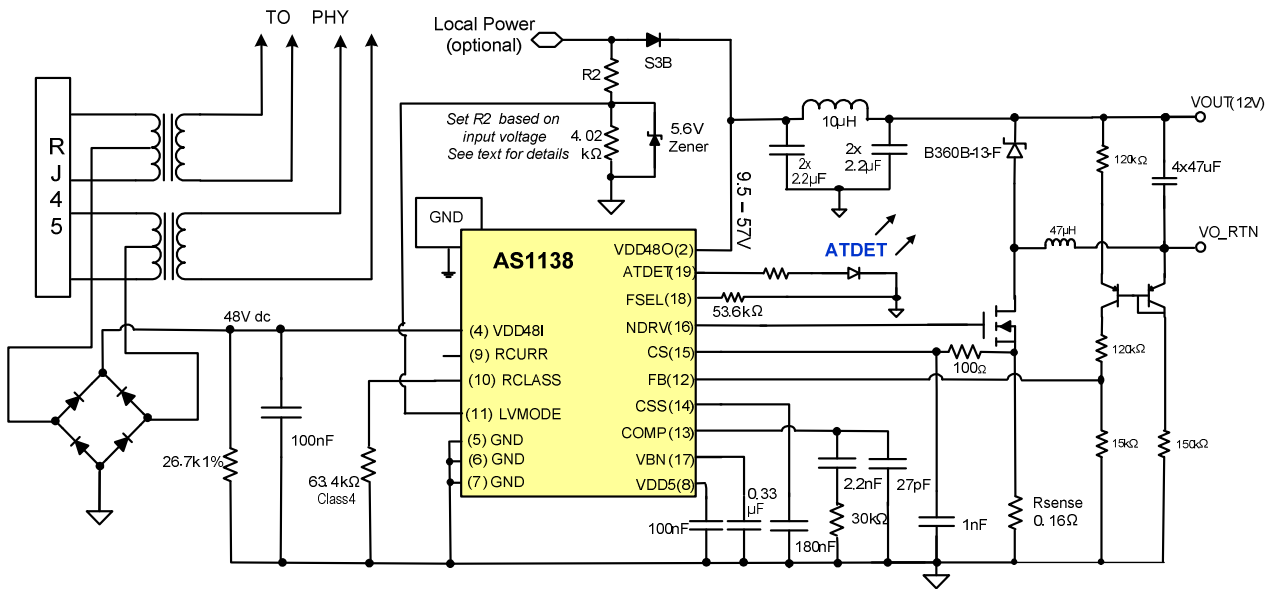 TO PHY
Local Power
(optional)
S3B
R2
Set R2 based on
input voltage
See text for details
4.02
kΩ
5.6V
Zener
10µH
2x
2.2µF
2x
2.2µF
B360B-13-F
120kΩ
VOUT(12V)
4x47uF
VO_RTN
47µH
9.5 – 57V
R
J
4
5
GND
AS1138
ATDET
VDD48O(2)
ATDET(19)
FSEL(18)
53.6kΩ
NDRV(16)
CS(15)
100Ω
FB(12)
CSS(14)
COMP(13)
VBN(17)
VDD5(8)
48V dc
(4) VDD48I
(9) RCURR
(10) RCLASS
(11) LVMODE
(5) GND
(6) GND
(7) GND
100nF
26.7k1%
63.4kΩ
Class4
120kΩ
15kΩ
150kΩ
2.2nF
27pF
0.33
µF
100nF
180nF
30kΩ
1nF
Rsense
0.16Ω